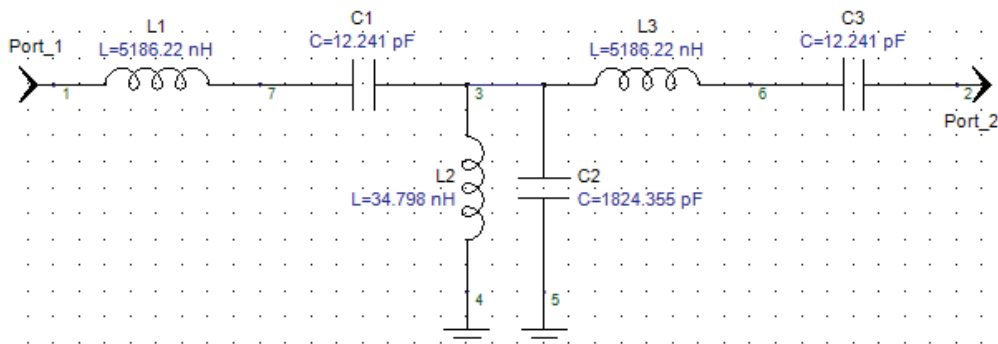 L1
C1
L3
C3
Port_1
L=5186.22 nH
C=12.241 pF
L=5186.22 nH
C=12.241 pF
1
7
3
6
2
Port_2
L2
L=34.798 nH
C2
C=1824.355 pF
4
5